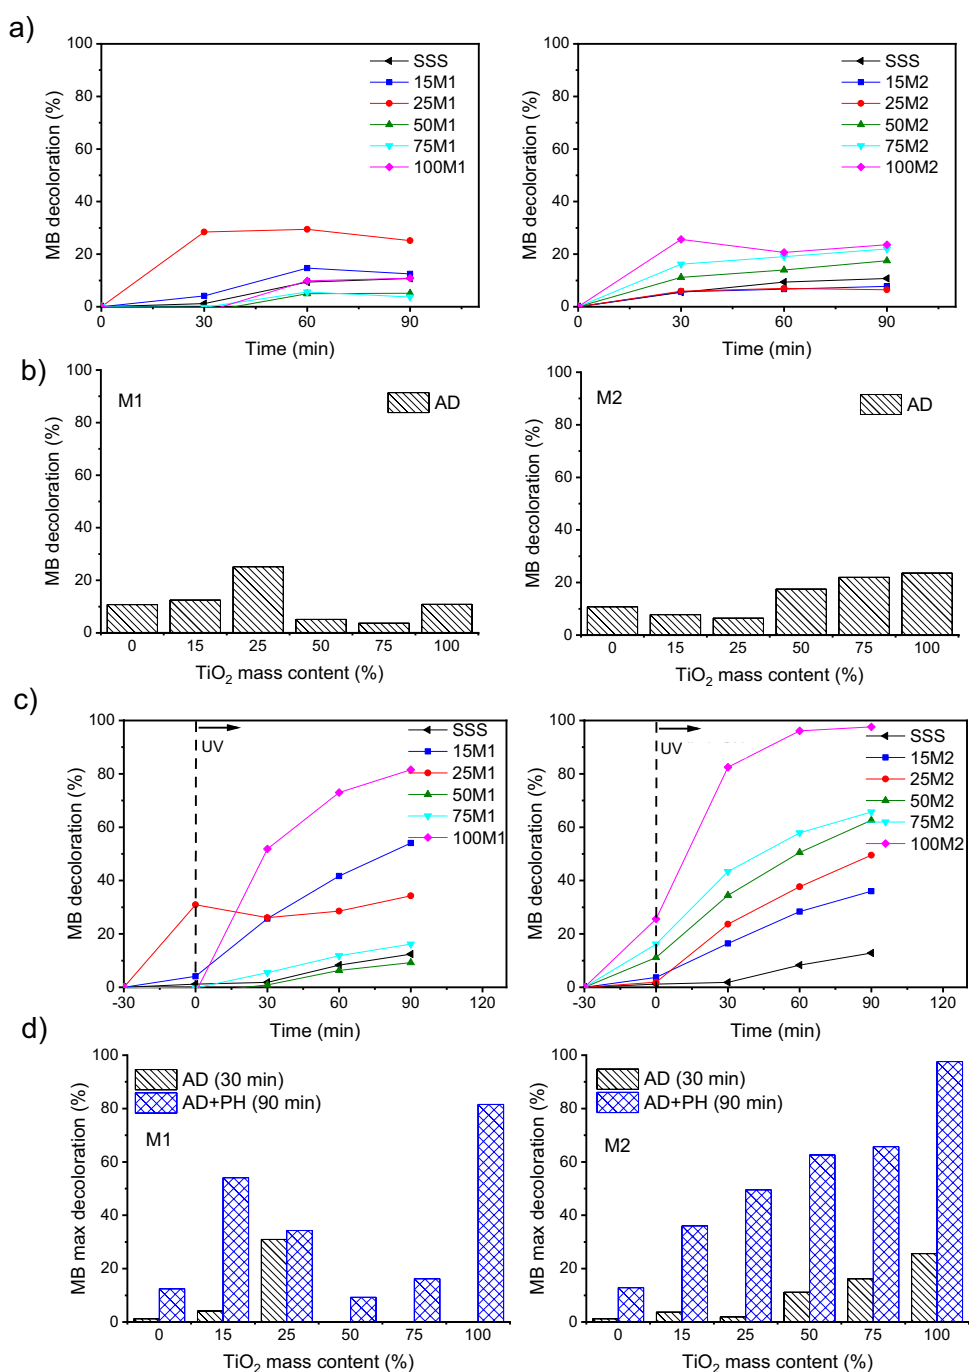 a)
100
80
60
40
20
0
MB decoloration (%)
SSS
15M1
25M1
50M1
75M1
100M1
0 30 60 90
Time (min)
100
80
60
40
20
0
MB decoloration (%)
SSS
15M2
25M2
50M2
75M2
100M2
0 30 60 90
Time (min)
b)
100
80
60
40
20
0
MB decoloration (%)
M1
AD
0 15 25 50 75 100
TiO2 mass content (%)
100
80
60
40
20
0
MB decoloration (%)
M2
AD
0 15 25 50 75 100
TiO2 mass content (%)
c)
100
80
60
40
20
0
MB decoloration (%)
UV
SSS
15M1
25M1
50M1
75M1
100M1
-30 0 30 60 90 120
Time (min)
100
80
60
40
20
0
MB decoloration (%)
UV
SSS
15M2
25M2
50M2
75M2
100M2
-30 0 30 60 90 120
Time (min)
d)
100
80
60
40
20
0
MB max decoloration (%)
AD (30 min)
AD+PH (90 min)
M1
0 15 25 50 75 100
TiO2 mass content (%)
100
80
60
40
20
0
MB max decoloration (%)
AD (30 min)
AD+PH (90 min)
M2
0 15 25 50 75 100
TiO2 mass content (%)